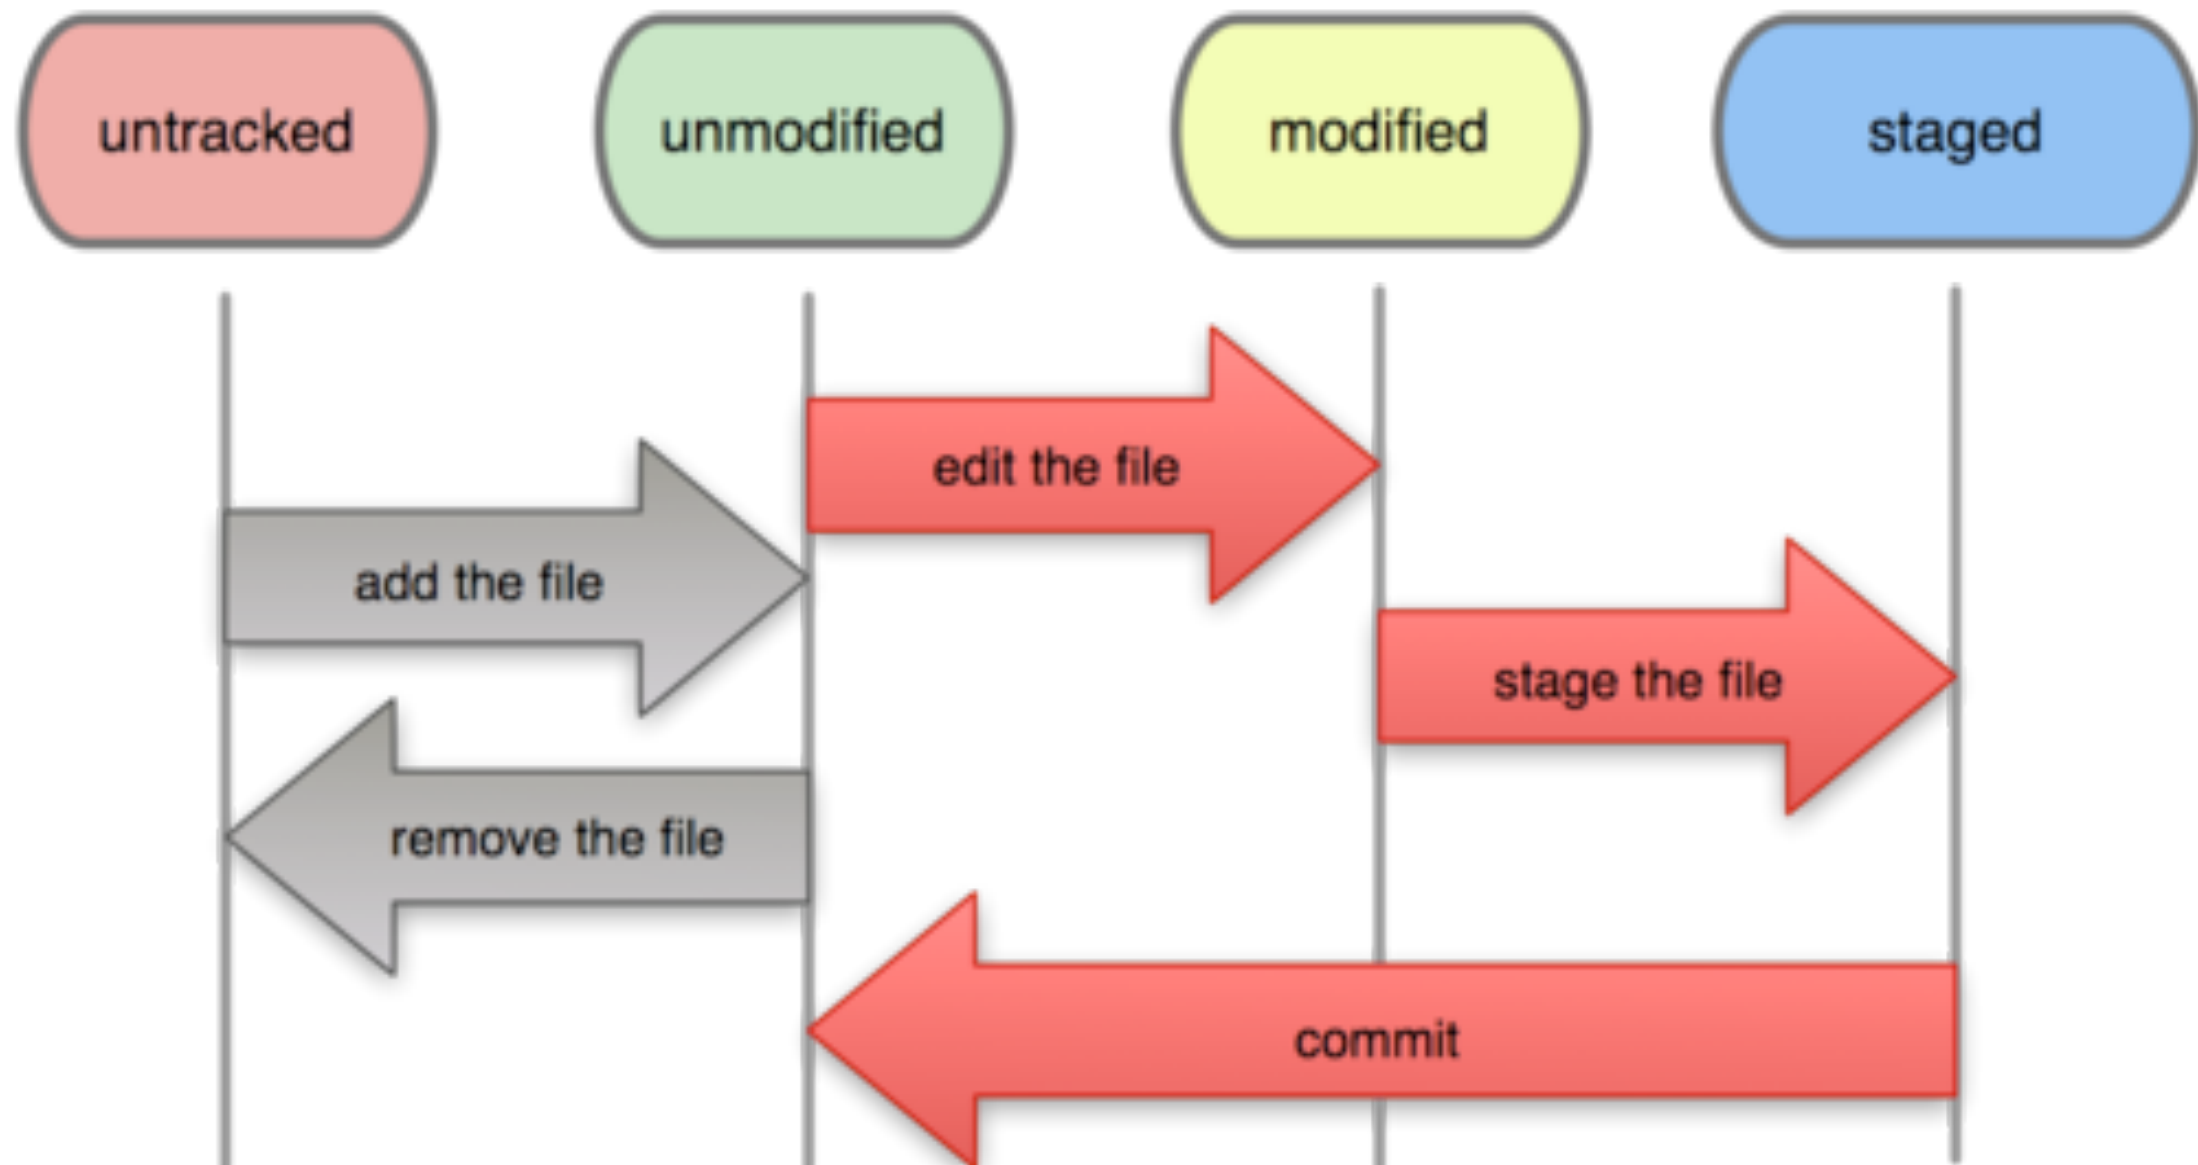 untracked
unmodified
modified
staged
edit the file
add the file
stage the file
remove the file
commit